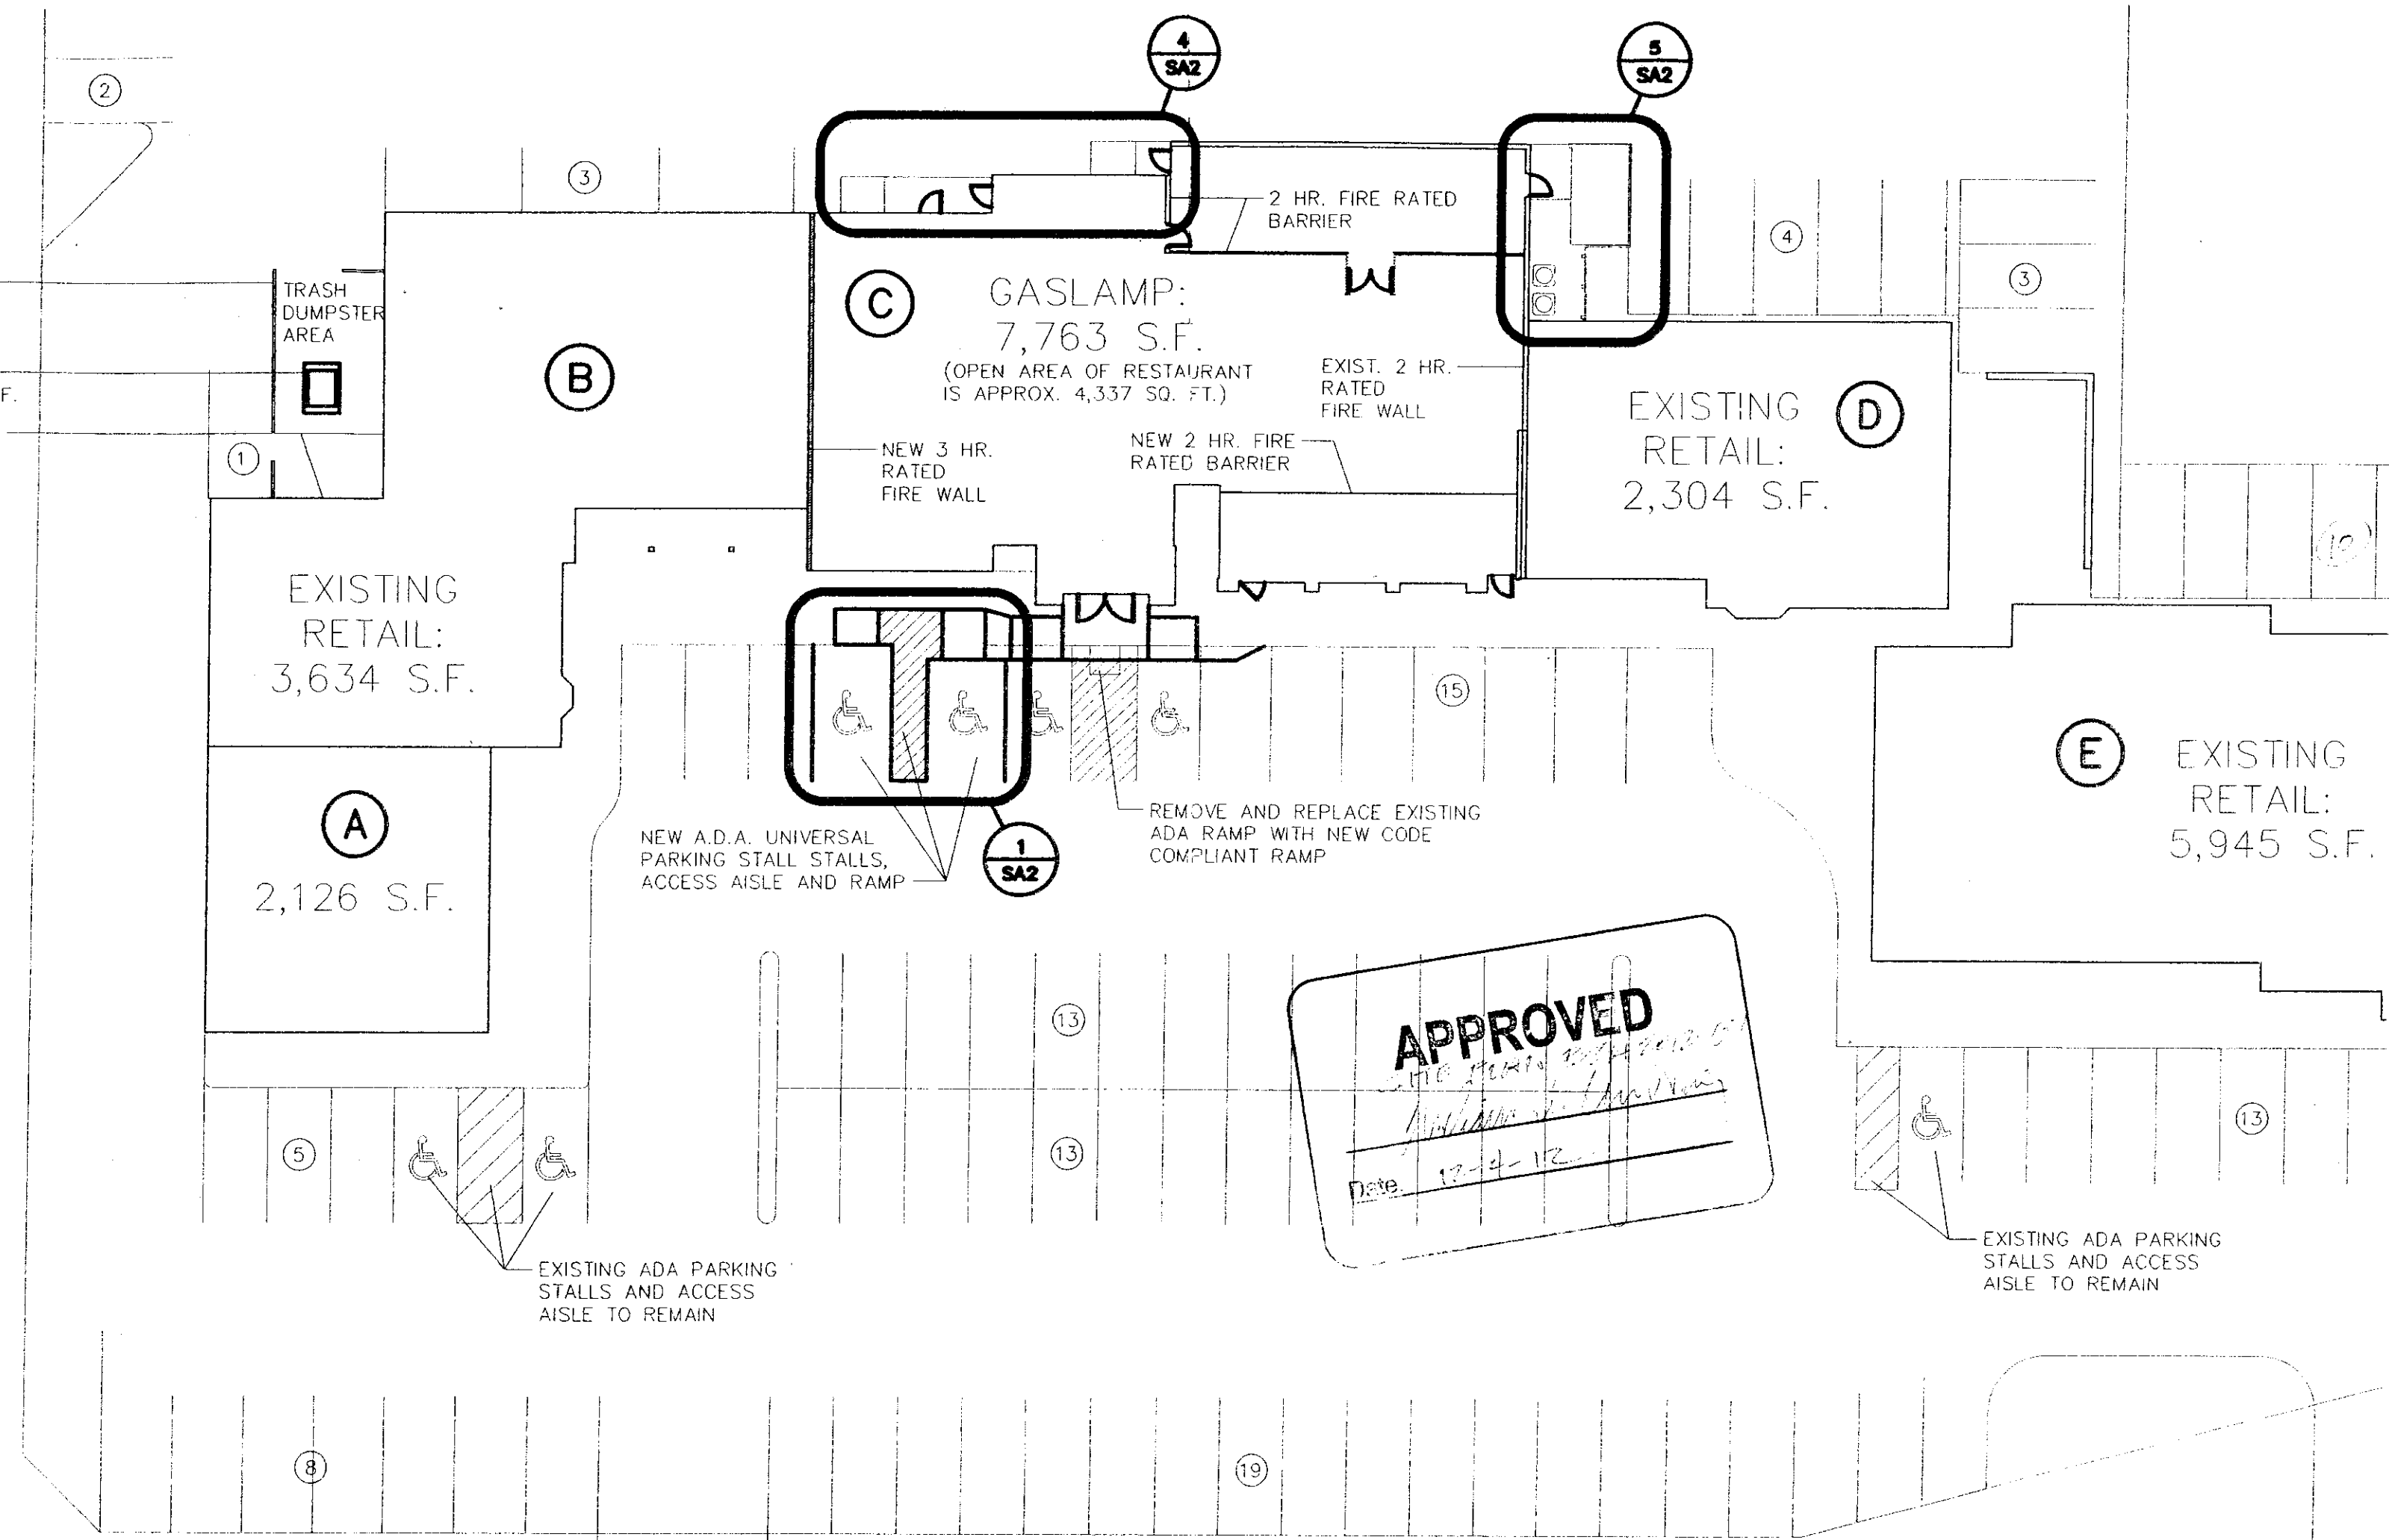 4
SA2
5
SA2
2
3
2 HR. FIRE RATED
BARRIER
4
3
TRASH
DUMPSTER
AREA
F.
1
B
C
GASLAMP:
7,763 S.F.
(OPEN AREA OF RESTAURANT
IS APPROX. 4,337 SQ. FT.)
EXIST. 2 HR.
RATED
FIRE WALL
NEW 3 HR.
RATED
FIRE WALL
NEW 2 HR. FIRE
RATED BARRIER
EXISTING
RETAIL:
2,304 S.F.
D
(10)
EXISTING
RETAIL:
3,634 S.F.
A
2,126 S.F.
15
E
EXISTING
RETAIL:
5,945 S.F.
NEW A.D.A. UNIVERSAL
PARKING STALL STALLS,
ACCESS AISLE AND RAMP
1
SA2
REMOVE AND REPLACE EXISTING
ADA RAMP WITH NEW CODE
COMPLIANT RAMP
13
13
APPROVED
Date. 12-4-12
5
13
EXISTING ADA PARKING
STALLS AND ACCESS
AISLE TO REMAIN
EXISTING ADA PARKING
STALLS AND ACCESS
AISLE TO REMAIN
8
19